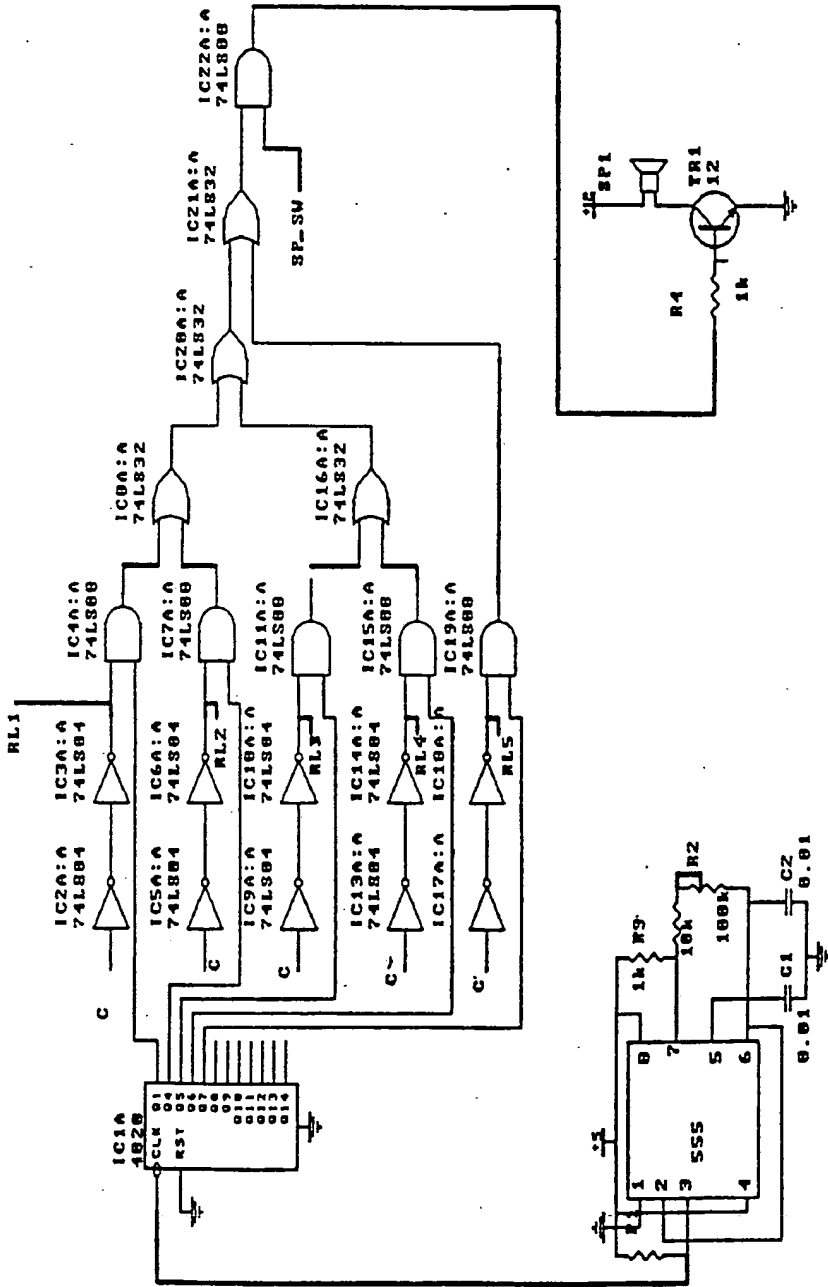 RL1
IC2A:A
74LS04
IC3A:A
74LS04
IC4A:A
74LS08
IC8A:A
74LS32
IC20A:A
74LS32
IC21A:A
74LS32
IC22A:A
74LS08
C
IC5A:A
74LS04
IC6A:A
74LS04
IC7A:A
74LS08
RL2
C
IC9A:A
74LS04
IC10A:A
74LS04
IC11A:A
74LS08
IC16A:A
74LS32
RL3
C
IC13A:A
74LS04
IC14A:A
74LS04
IC15A:A
74LS08
RL4
C
IC17A:A
IC18A:A
IC19A:A
74LS08
RL5
C
SP_SW
IC1A
4020
CLK
RST
Q1
Q4
Q5
Q6
Q7
Q8
Q9
Q10
Q11
Q12
Q13
Q14
+5
555
1
2
3
4
8
7
5
6
R9
1k
10k
R2
100k
C1
0.01
C2
0.01
SP1
TR1
12
R4
1k